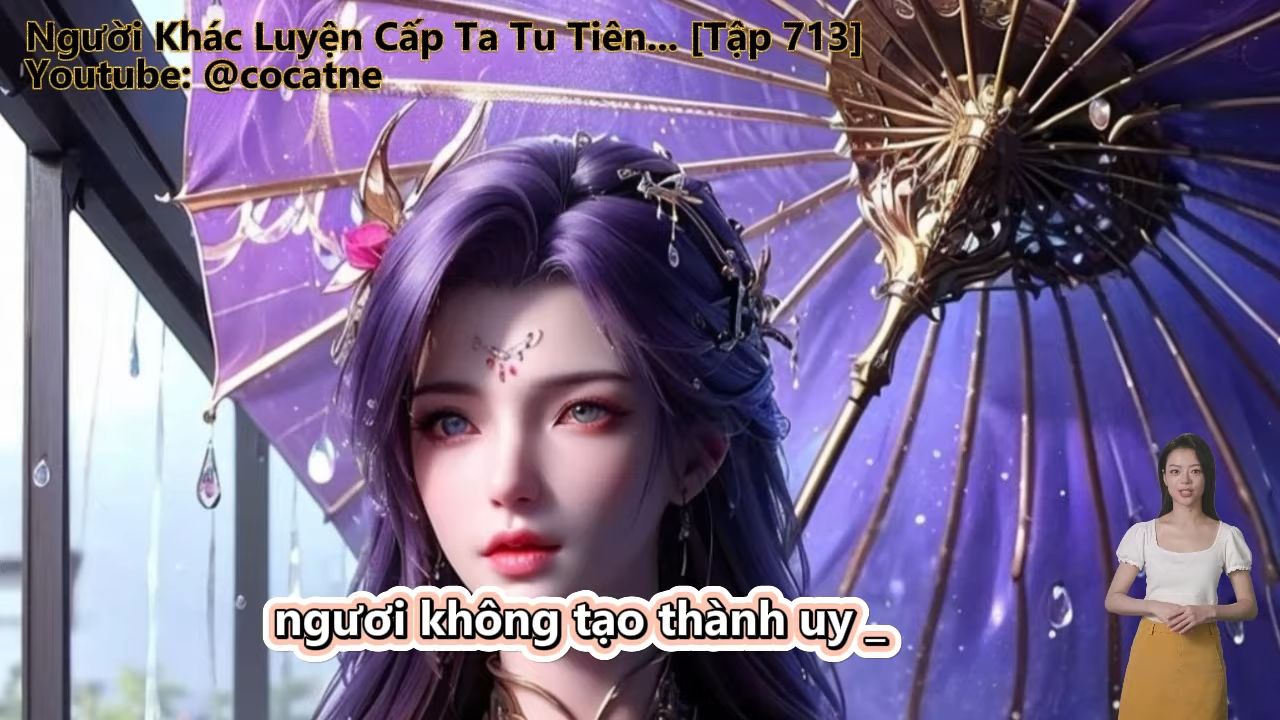 Người Khác Luyện Cấp Ta Tu Tiên... [Tập 713]
Youtube: @cocatne
ngươi không tạo thành uy _